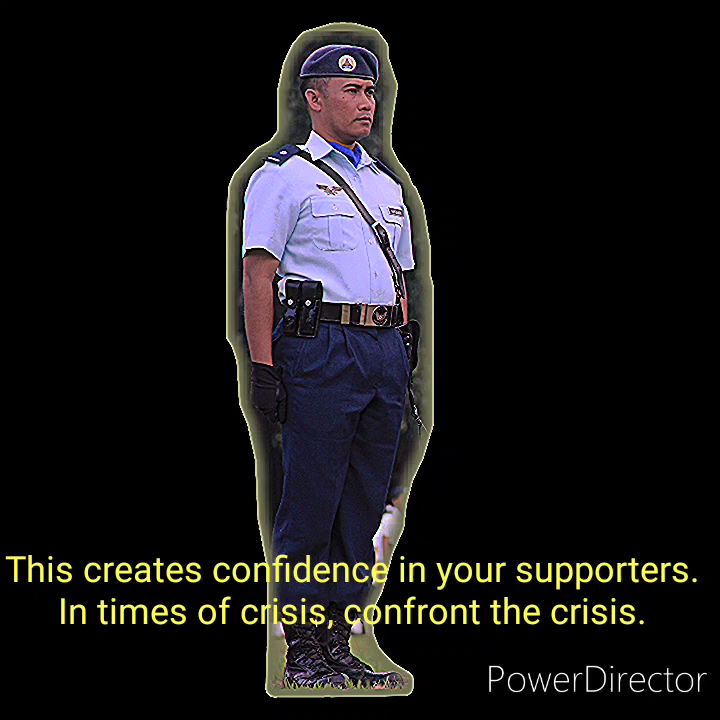 This creates confidence in your supporters.
In times of crisis, confront the crisis.
PowerDirector